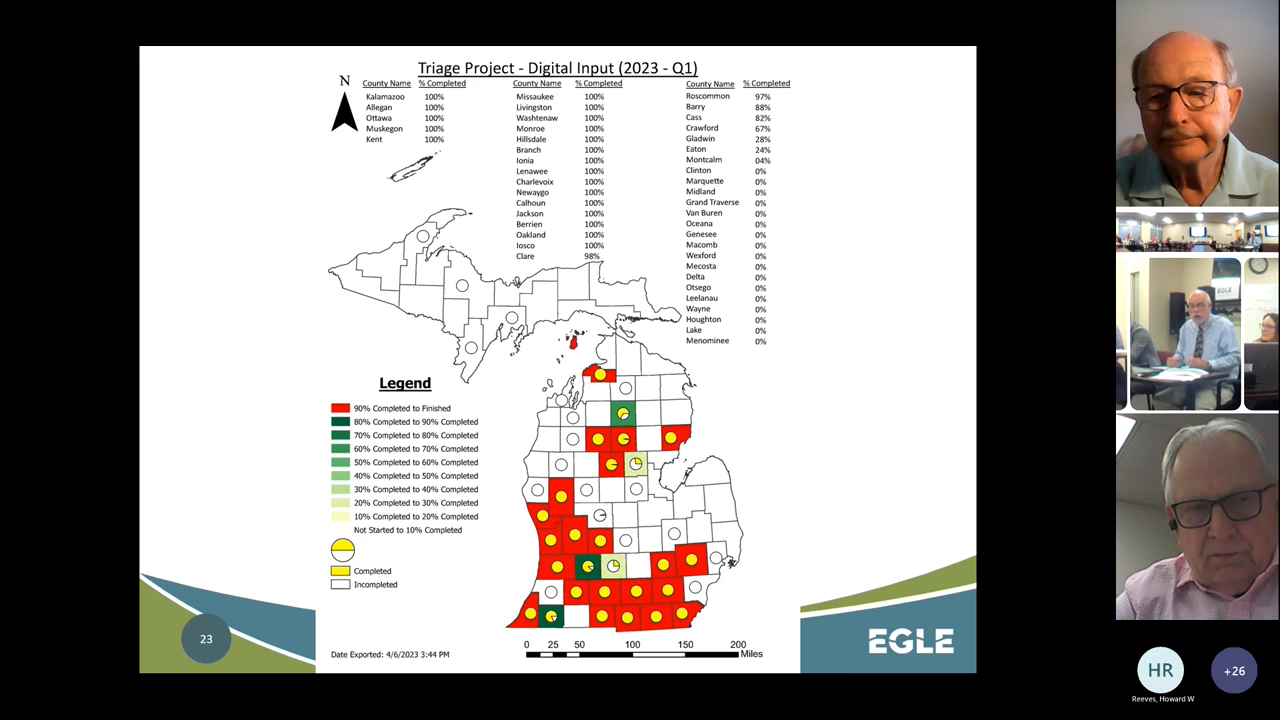 Triage Project - Digital Input (2023 - Q1)
N
County Name % Completed
Kalamazoo 100%
Allegan 100%
Ottawa 100%
Muskegon 100%
Kent 100%
County Name % Completed
Missaukee 100%
Livingston 100%
Washtenaw 100%
Monroe 100%
Hillsdale 100%
Branch 100%
Ionia 100%
Lenawee 100%
Charlevoix 100%
Newaygo 100%
Calhoun 100%
Jackson 100%
Berrien 100%
Oakland 100%
Iosco 100%
Clare 98%
County Name % Completed
Roscommon 97%
Barry 88%
Cass 82%
Crawford 67%
Gladwin 28%
Eaton 24%
Montcalm 04%
Clinton 0%
Marquette 0%
Midland 0%
Grand Traverse 0%
Van Buren 0%
Oceana 0%
Genesee 0%
Macomb 0%
Wexford 0%
Mecosta 0%
Delta 0%
Otsego 0%
Leelanau 0%
Wayne 0%
Houghton 0%
Lake 0%
Menominee 0%
Legend
90% Completed to Finished
80% Completed to 90% Completed
70% Completed to 80% Completed
60% Completed to 70% Completed
50% Completed to 60% Completed
40% Completed to 50% Completed
30% Completed to 40% Completed
20% Completed to 30% Completed
10% Completed to 20% Completed
Not Started to 10% Completed
Completed
Incompleted
23
Date Exported: 4/6/2023 3:44 PM
0 25 50 100 150 200
Miles
EGLE
EGLE
HR
+26
Reeves, Howard W